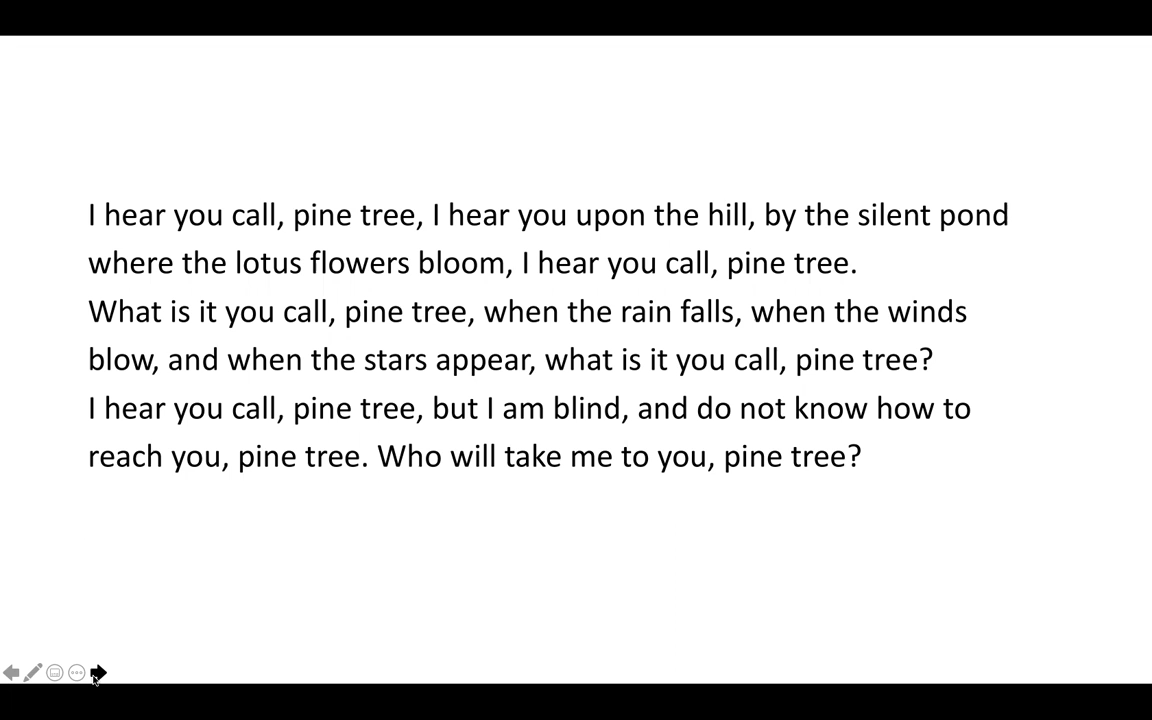 I hear you call, pine tree, I hear you upon the hill, by the silent pond
where the lotus flowers bloom, I hear you call, pine tree.
What is it you call, pine tree, when the rain falls, when the winds
blow, and when the stars appear, what is it you call, pine tree?
I hear you call, pine tree, but I am blind, and do not know how to
reach you, pine tree. Who will take me to you, pine tree?